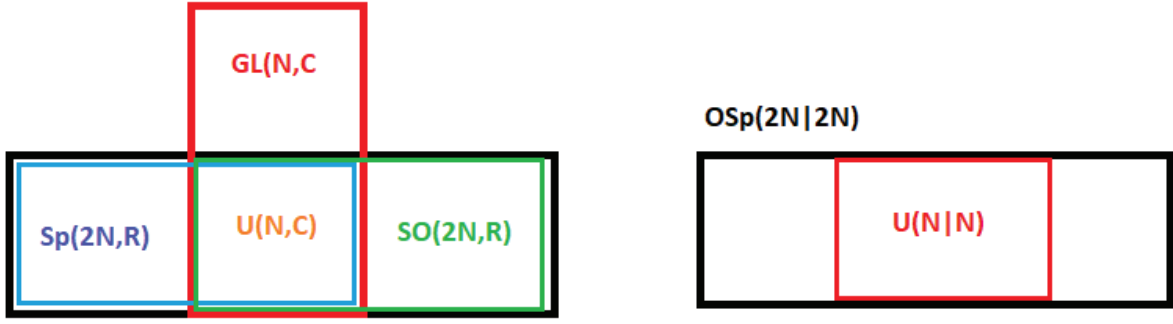 GL(N,C
OSp(2N|2N)
Sp(2N,R)
U(N,C)
SO(2N,R)
U(N|N)